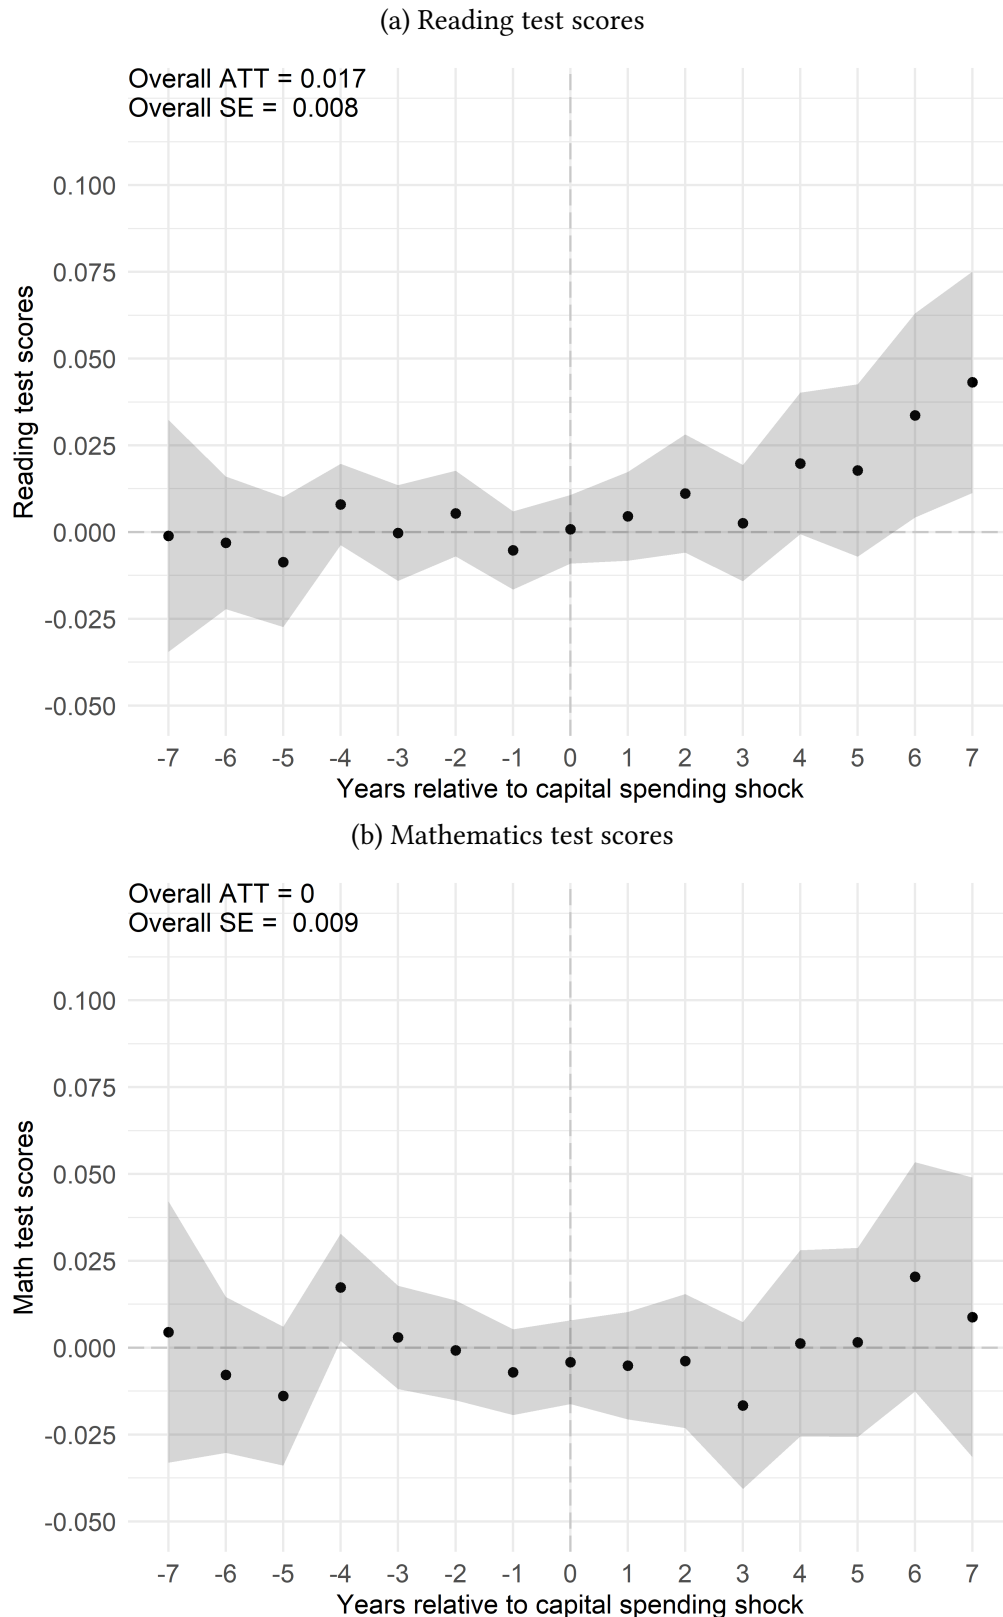 (a) Reading test scores
Overall ATT = 0.017
Overall SE =  0.008
0.100
0.075
0.050
0.025
0.000
-0.025
-0.050
Reading test scores
-7 -6 -5 -4 -3 -2 -1 0 1 2 3 4 5 6 7
Years relative to capital spending shock
(b) Mathematics test scores
Overall ATT = 0
Overall SE =  0.009
0.100
0.075
0.050
0.025
0.000
-0.025
-0.050
Math test scores
-7 -6 -5 -4 -3 -2 -1 0 1 2 3 4 5 6 7
Years relative to capital spending shock